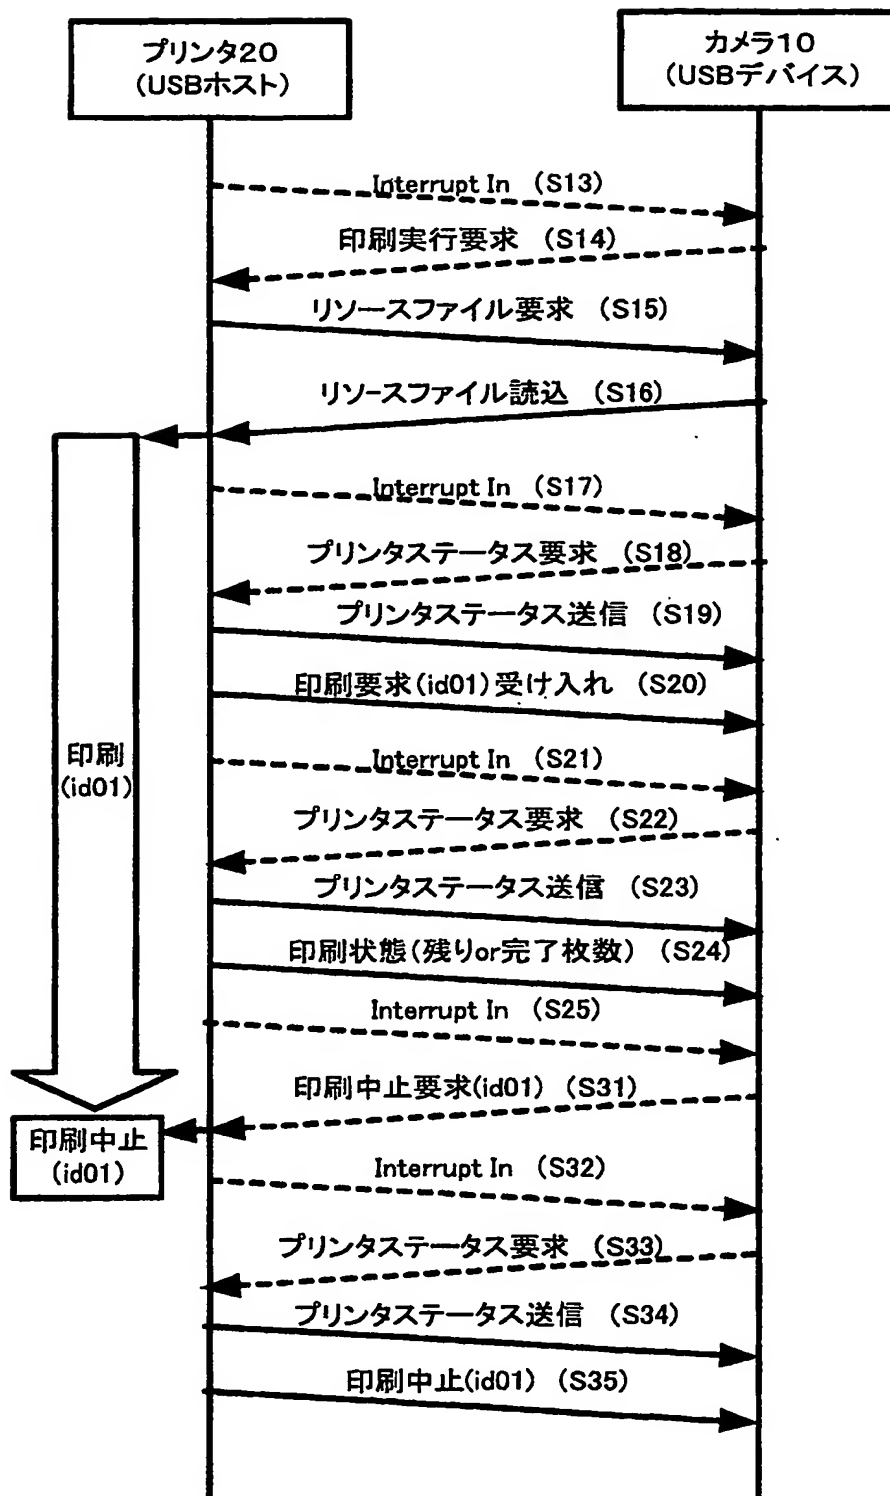 プリンタ20
(USBホスト)
カメラ10
(USBデバイス)
Interrupt In (S13)
印刷実行要求 (S14)
リソースファイル要求 (S15)
リソースファイル読込 (S16)
Interrupt In (S17)
プリンタステータス要求 (S18)
プリンタステータス送信 (S19)
印刷要求(id01)受け入れ (S20)
印刷
(id01)
Interrupt In (S21)
プリンタステータス要求 (S22)
プリンタステータス送信 (S23)
印刷状態(残りor完了枚数) (S24)
Interrupt In (S25)
印刷中止要求(id01) (S31)
印刷中止
(id01)
Interrupt In (S32)
プリンタステータス要求 (S33)
プリンタステータス送信 (S34)
印刷中止(id01) (S35)